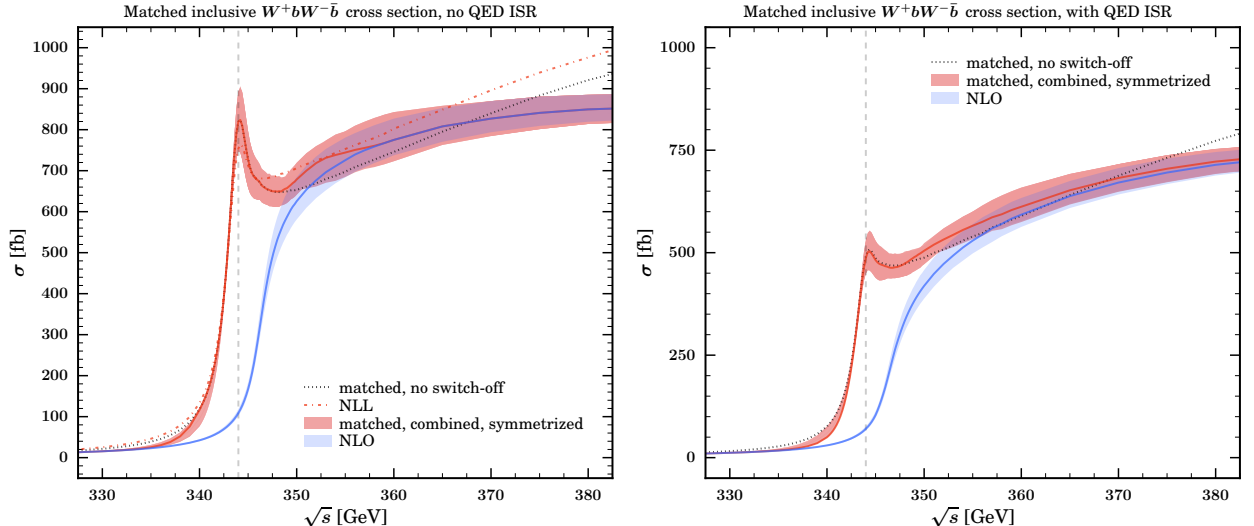 Matched inclusive W⁺bW⁻b̄ cross section, no QED ISR
1000
900
800
700
600
500
400
300
200
100
0
σ [fb]
matched, no switch-off
NLL
matched, combined, symmetrized
NLO
330
340
350
360
370
380
√s [GeV]
Matched inclusive W⁺bW⁻b̄ cross section, with QED ISR
1000
750
500
250
0
σ [fb]
matched, no switch-off
matched, combined, symmetrized
NLO
330
340
350
360
370
380
√s [GeV]